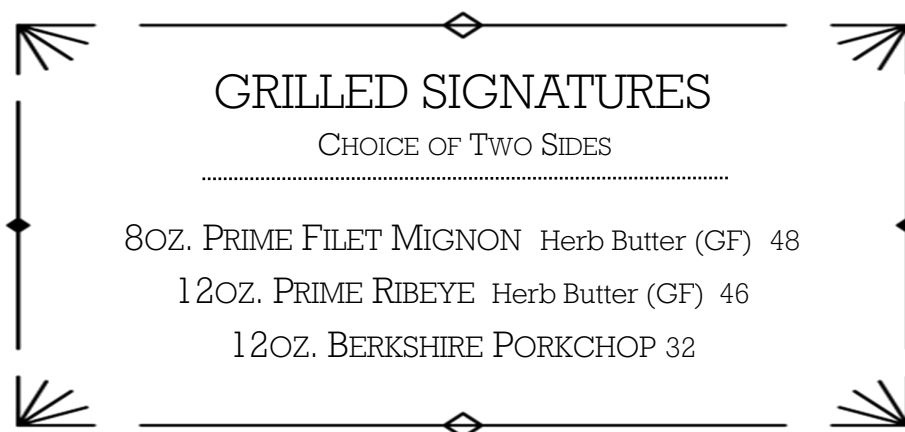 GRILLED SIGNATURES
CHOICE OF TWO SIDES
8OZ. PRIME FILET MIGNON Herb Butter (GF) 48
12OZ. PRIME RIBEYE Herb Butter (GF) 46
12OZ. BERKSHIRE PORKCHOP 32